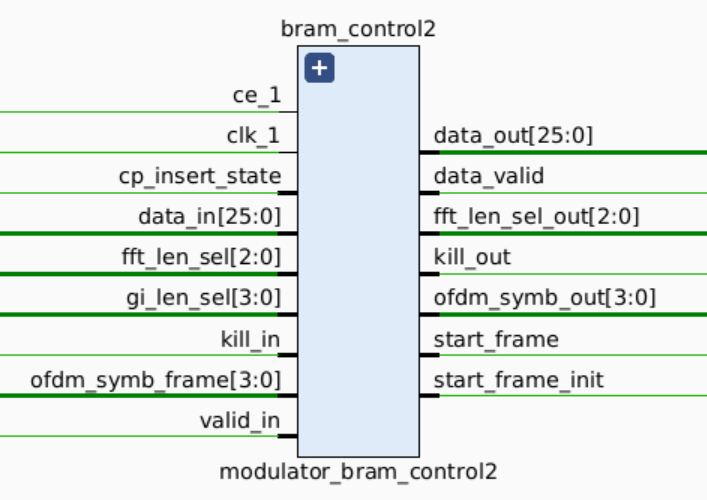 bram_control2
ce_1
clk_1
cp_insert_state
data_in[25:0]
fft_len_sel[2:0]
gi_len_sel[3:0]
kill_in
ofdm_symb_frame[3:0]
valid_in
data_out[25:0]
data_valid
fft_len_sel_out[2:0]
kill_out
ofdm_symb_out[3:0]
start_frame
start_frame_init
modulator_bram_control2